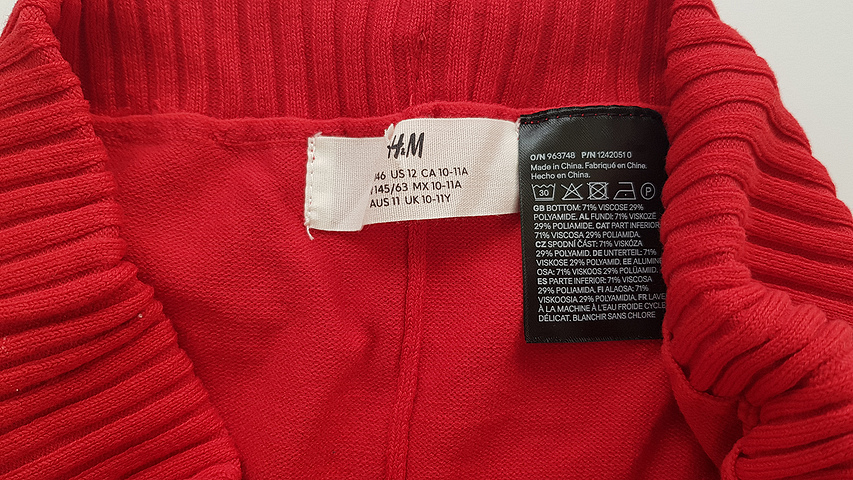 H&M
146 US 12 CA 10-11A
145/63 MX 10-11A
AUS 11 UK 10-11Y
O/N 963748 P/N 1242051 0
Made in China. Fabriqué en Chine.
Hecho en China.
30 P
GB BOTTOM: 71% VISCOSE 29%
POLYAMIDE. AL FUNDI: 71% VISKOZË
29% POLIAMIDE. CAT PART INFERIOR
71% VISCOSA 29% POLIAMIDA.
CZ SPODNÍ ČÁST: 71% VISKÓZA
29% POLYAMID. DE UNTERTEIL: 71%
VISKOSE 29% POLYAMID. EE ALUMINE
OSA: 71% VISKOOS 29% POLÜAMIID.
ES PARTE INFERIOR: 71% VISCOSA
29% POLIAMIDA. FI ALAOSA; 71%
VISKOOSIA 29% POLYAMIDIA. FR LAVE
À LA MACHINE À L'EAU FROIDE CYCLE
DÉLICAT. BLANCHIR SANS CHLORE